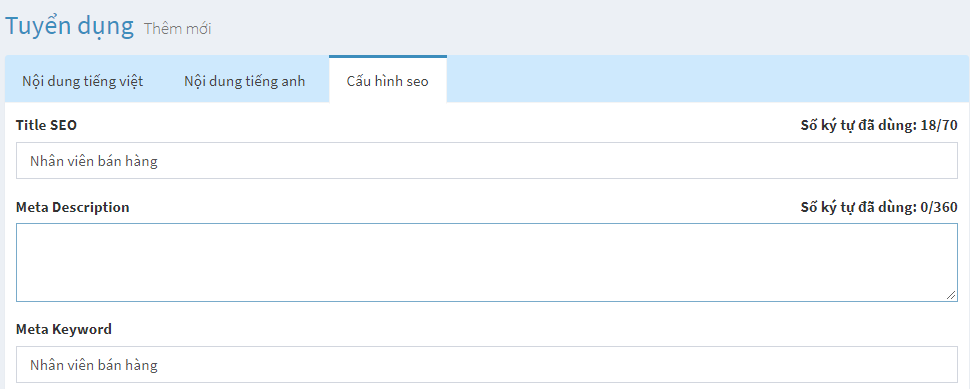 Tuyển dụng Thêm mới
Nội dung tiếng việt Nội dung tiếng anh Cấu hình seo
Title SEO Số ký tự đã dùng: 18/70
Nhân viên bán hàng
Meta Description Số ký tự đã dùng: 0/360
Meta Keyword
Nhân viên bán hàng